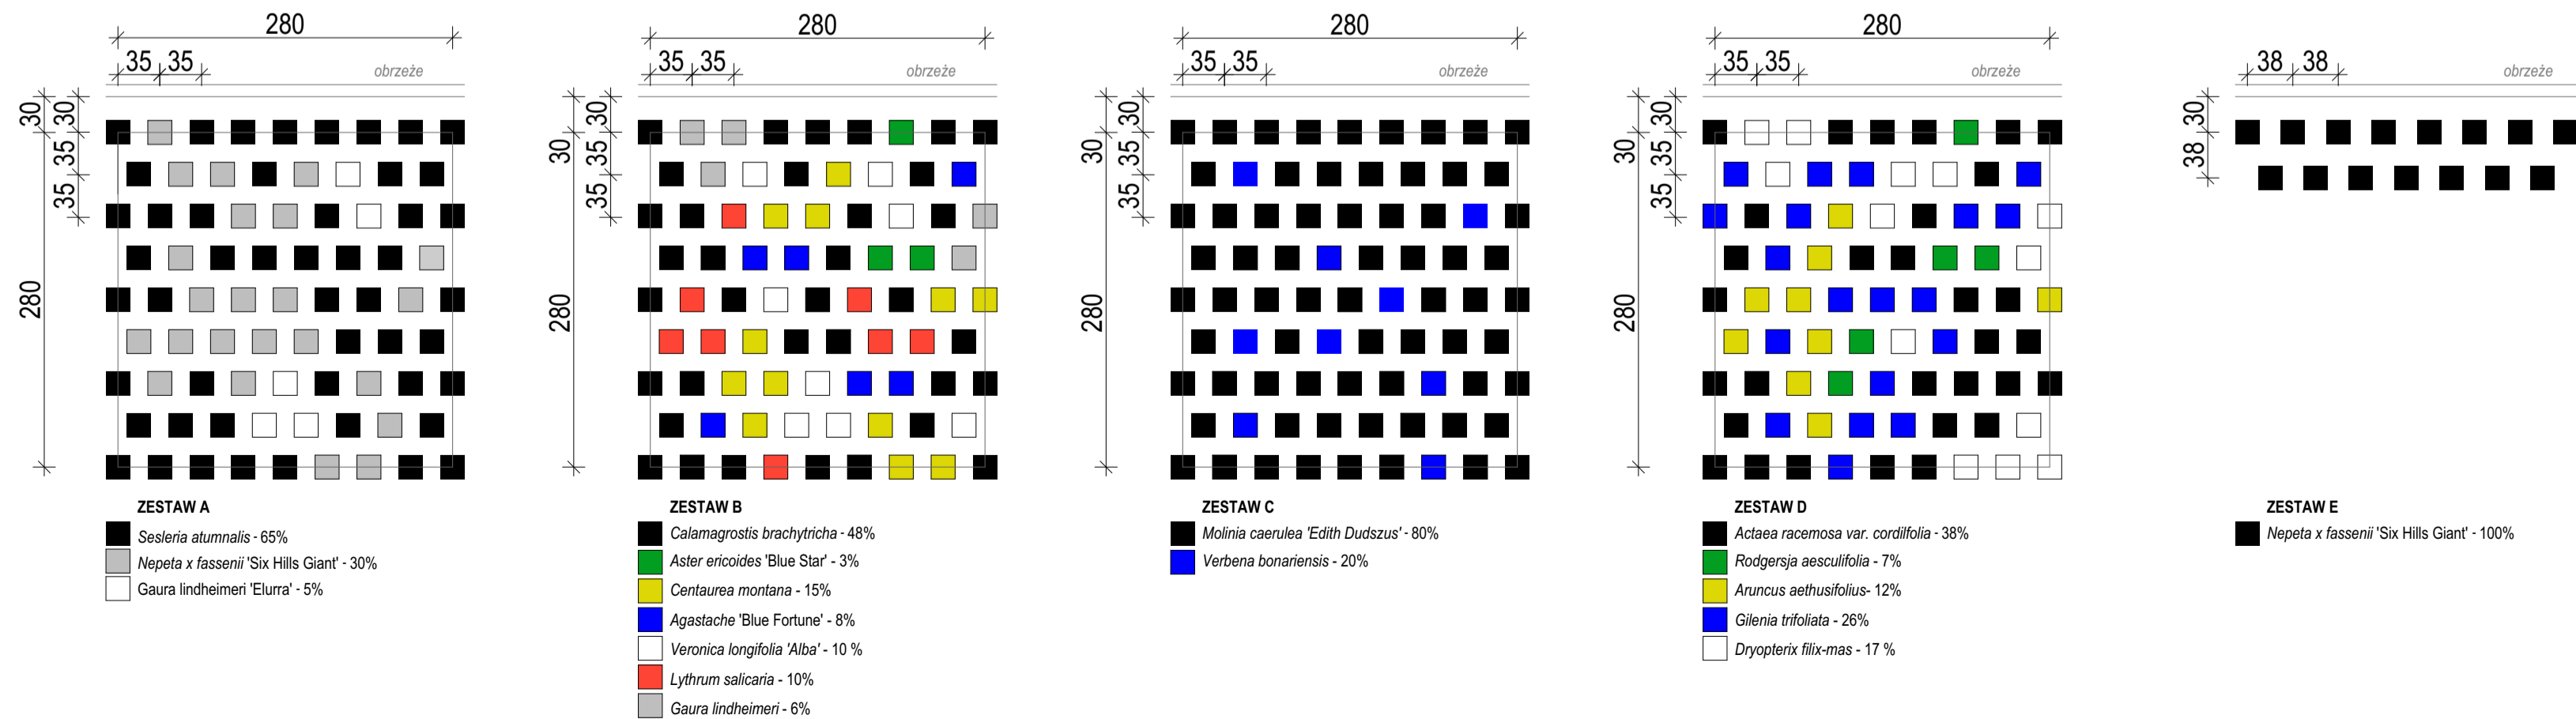 280
35 35
obrzeże
30
30
35
35
280
ZESTAW A
Sesleria atumnalis - 65%
Nepeta x fassenii 'Six Hills Giant' - 30%
Gaura lindheimeri 'Elurra' - 5%
280
35 35
obrzeże
30
30
35
35
280
ZESTAW B
Calamagrostis brachytricha - 48%
Aster ericoides 'Blue Star' - 3%
Centaurea montana - 15%
Agastache 'Blue Fortune' - 8%
Veronica longifolia 'Alba' - 10 %
Lythrum salicaria - 10%
Gaura lindheimeri - 6%
280
35 35
obrzeże
30
30
35
35
280
ZESTAW C
Molinia caerulea 'Edith Dudszus' - 80%
Verbena bonariensis - 20%
280
35 35
obrzeże
30
30
35
35
280
ZESTAW D
Actaea racemosa var. cordilfolia - 38%
Rodgersja aesculifolia - 7%
Aruncus aethusifolius- 12%
Gilenia trifoliata - 26%
Dryopterix filix-mas - 17 %
38 38
obrzeże
30
38
ZESTAW E
Nepeta x fassenii 'Six Hills Giant' - 100%